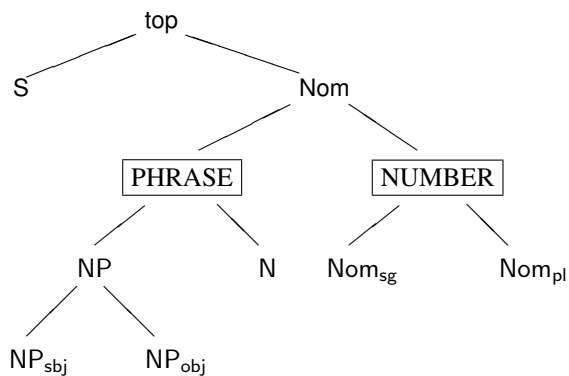 top
S Nom
PHRASE NUMBER
NP N Nom_sg Nom_pl
NP_sbj NP_obj